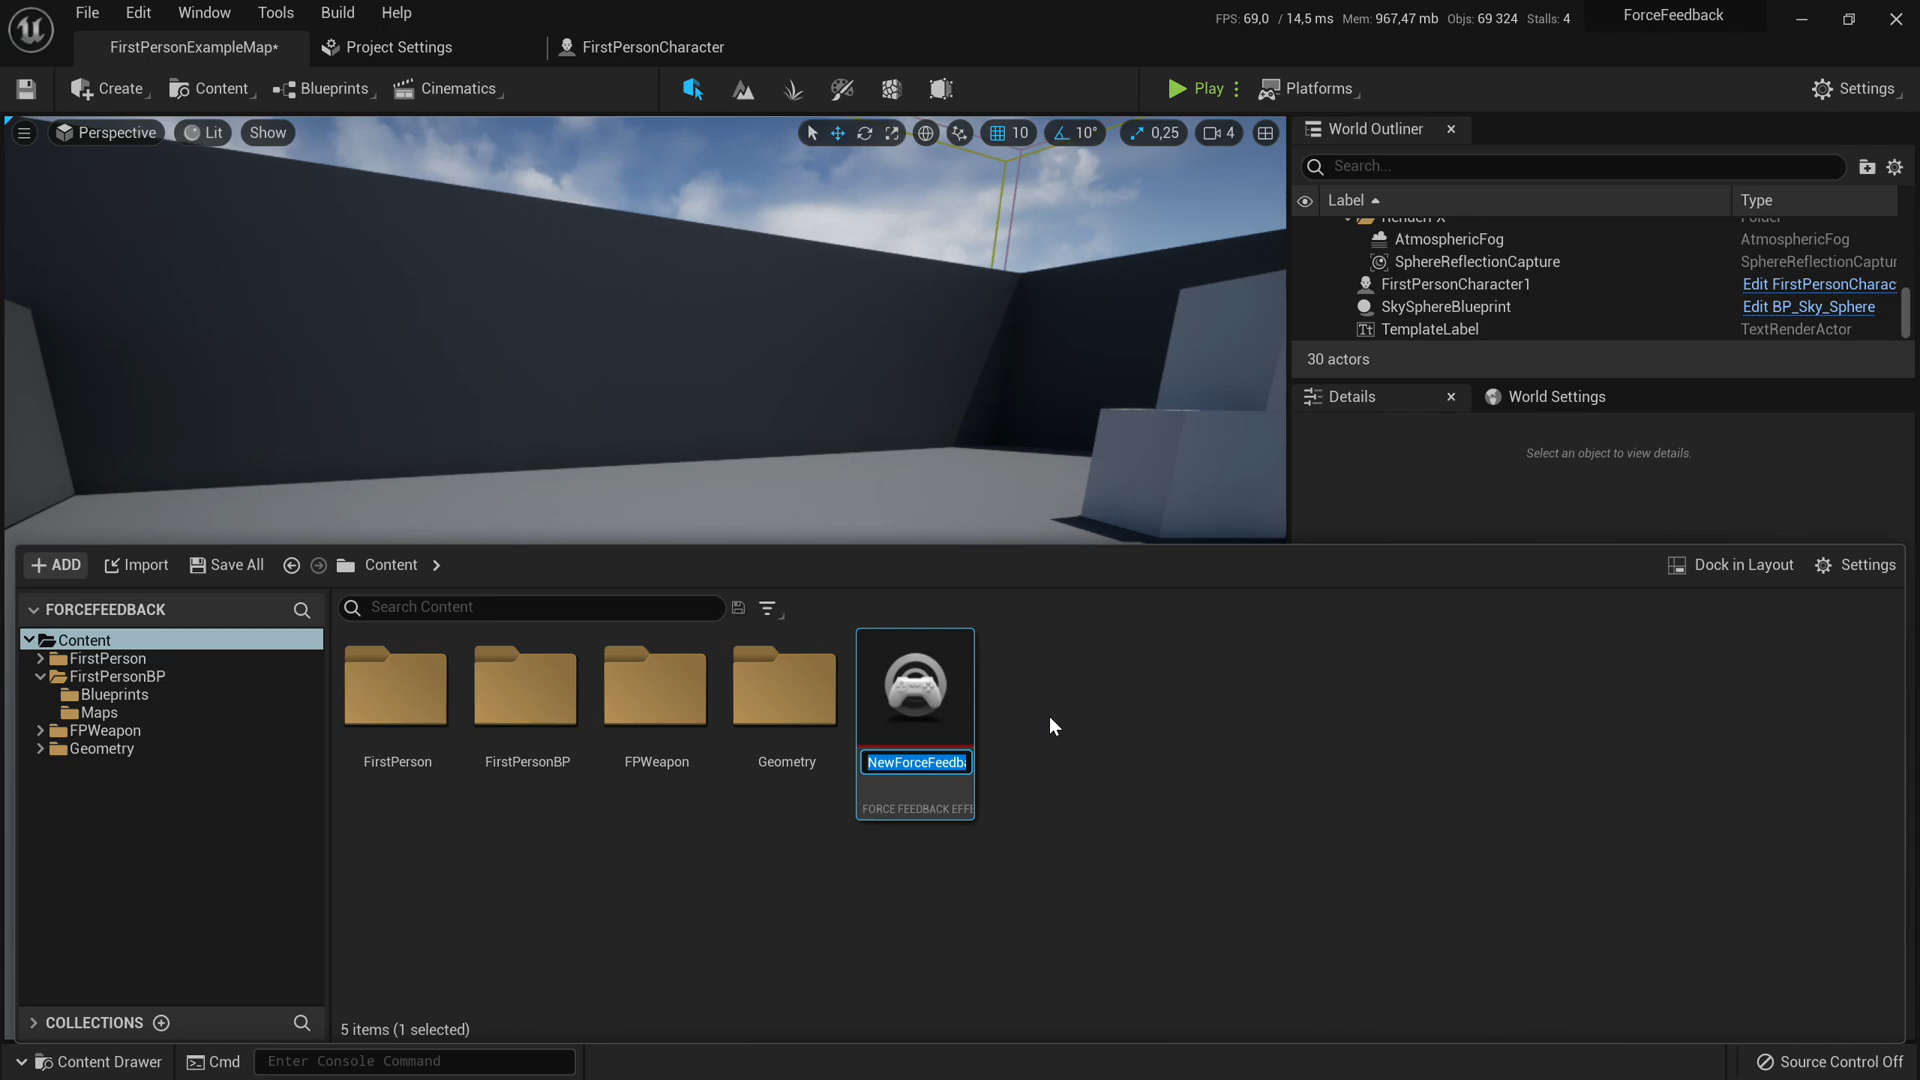 File Edit Window Tools Build Help
FPS: 69,0 / 14,5 ms Mem: 967,47 mb Objs: 69 324 Stalls: 4
ForceFeedback
FirstPersonExampleMap*
Project Settings
FirstPersonCharacter
Create
Content
Blueprints
Cinematics
Play
Platforms
Settings
Perspective
Lit
Show
10
10°
0,25
4
World Outliner
Search...
Label
Type
RenderFX
Folder
AtmosphericFog
AtmosphericFog
SphereReflectionCapture
SphereReflectionCaptur
FirstPersonCharacter1
Edit FirstPersonCharac
SkySphereBlueprint
Edit BP_Sky_Sphere
TemplateLabel
TextRenderActor
30 actors
Details
World Settings
Select an object to view details.
ADD
Import
Save All
Content
Dock in Layout
Settings
FORCEFEEDBACK
Search Content
Content
FirstPerson
FirstPersonBP
Blueprints
Maps
FPWeapon
Geometry
FirstPerson
FirstPersonBP
FPWeapon
Geometry
NewForceFeedba
FORCE FEEDBACK EFFE
COLLECTIONS
5 items (1 selected)
Content Drawer
Cmd
Enter Console Command
Source Control Off